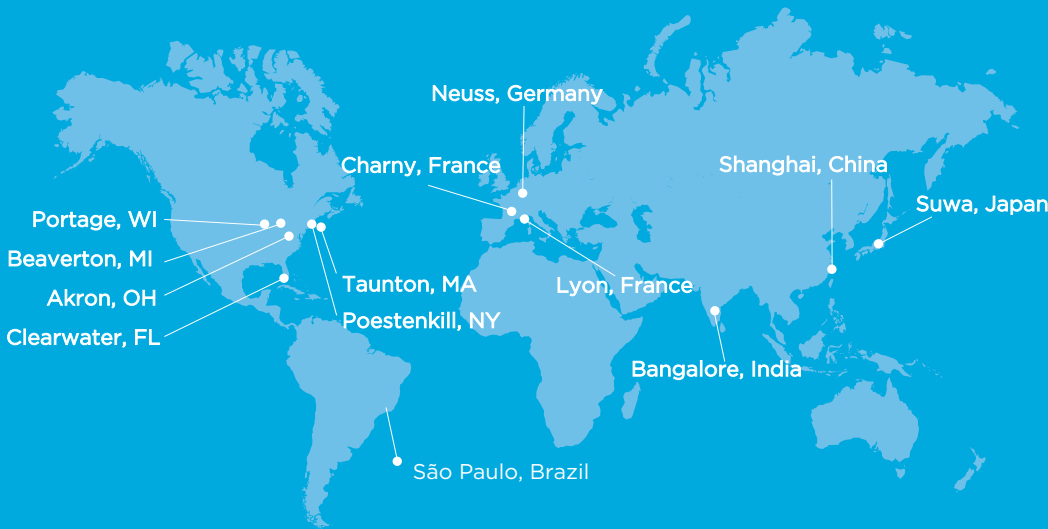 Neuss, Germany
Charny, France
Shanghai, China
Suwa, Japan
Portage, WI
Beaverton, MI
Akron, OH
Clearwater, FL
Taunton, MA
Lyon, France
Poestenkill, NY
Bangalore, India
São Paulo, Brazil